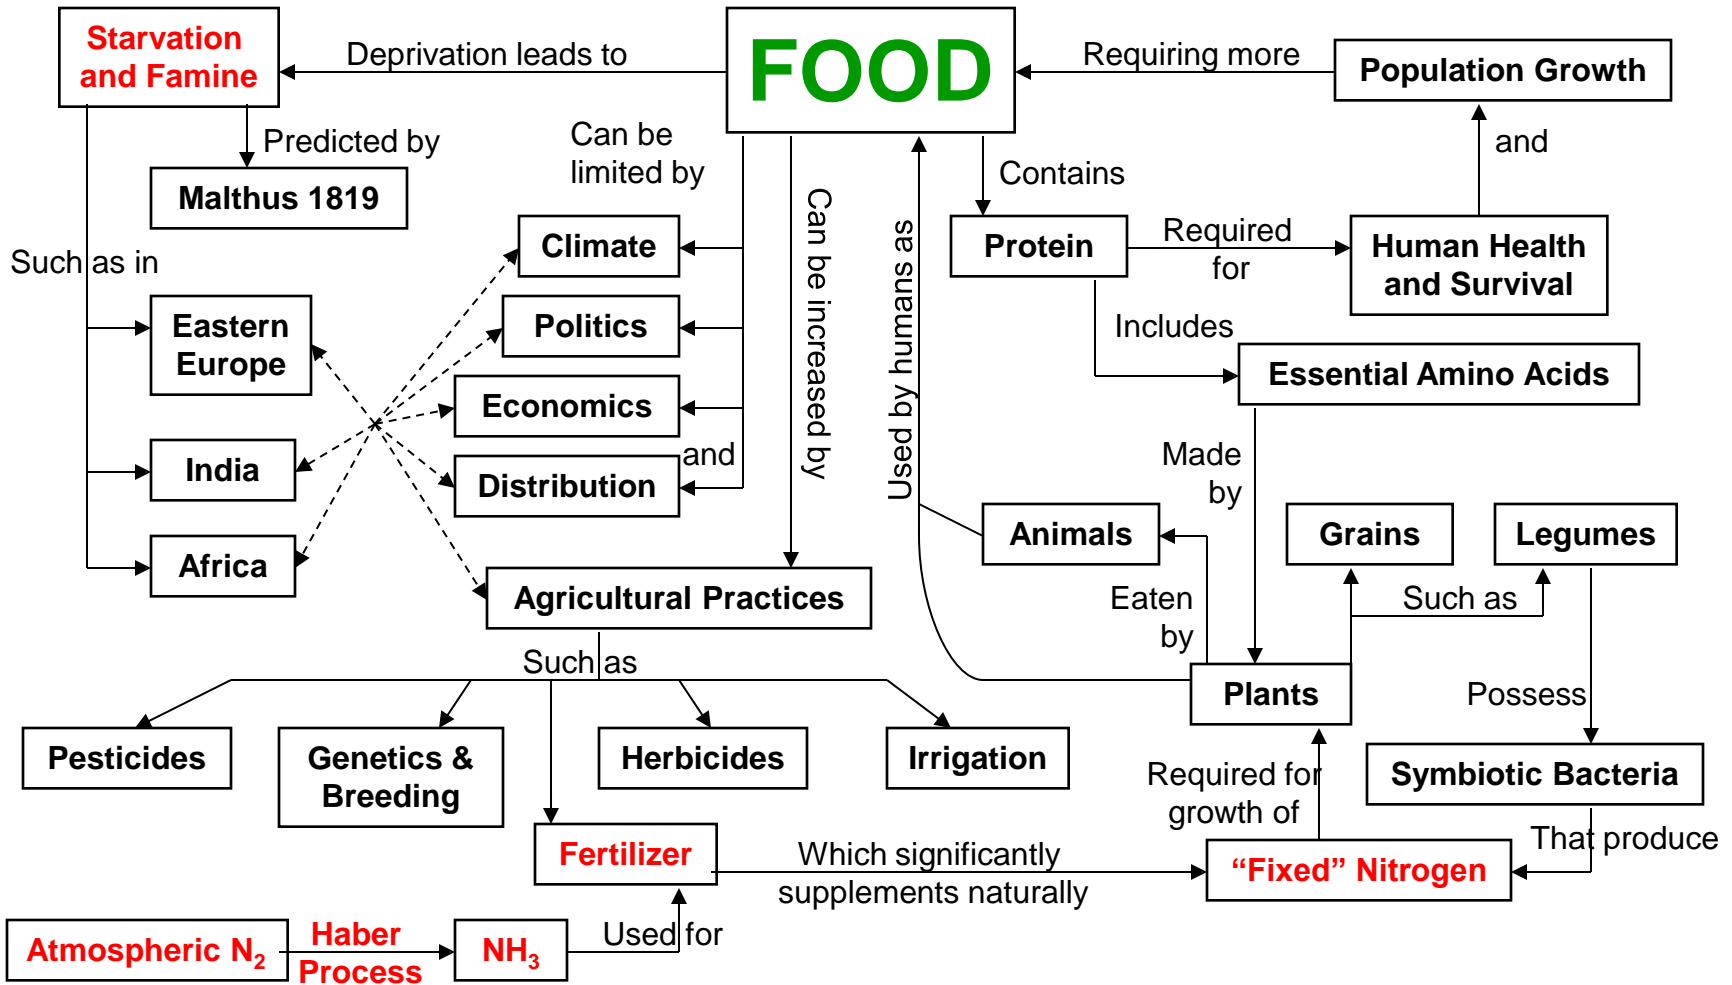 Starvation
and Famine
Deprivation leads to
FOOD
Requiring more
Population Growth
Predicted by
Malthus 1819
Can be
limited by
Can be increased by
Used by humans as
Contains
and
Such as in
Climate
Protein
Required
for
Human Health
and Survival
Eastern
Europe
Politics
Includes
Economics
Essential Amino Acids
India
and
Distribution
Made
by
Africa
Animals
Grains
Legumes
Agricultural Practices
Eaten
by
Such as
Such as
Plants
Possess
Pesticides
Genetics &
Breeding
Herbicides
Irrigation
Required for
growth of
Symbiotic Bacteria
Fertilizer
Which significantly
supplements naturally
“Fixed” Nitrogen
That produce
Atmospheric N₂
Haber
Process
NH₃
Used for